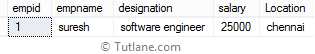 empid empname designation salary Location
1 suresh software engineer 25000 chennai
© Tutlane.com